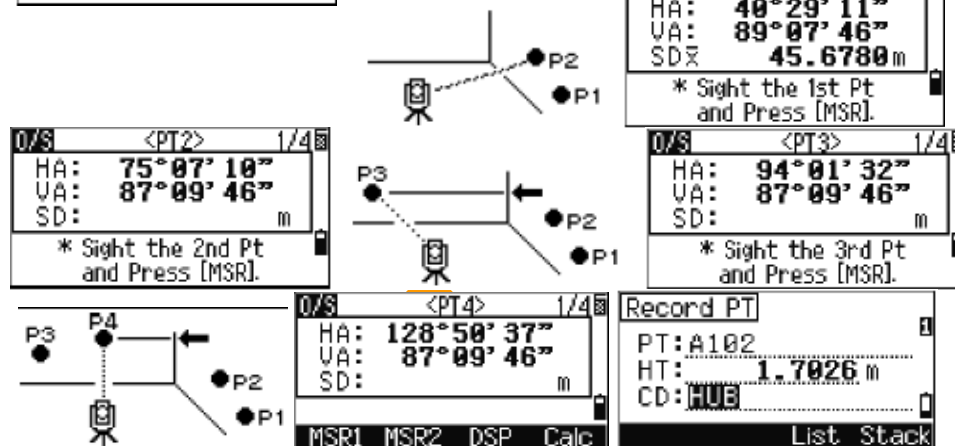 HA: 40°29'11"
VA: 89°07'46"
SDx̄ 45.6780m
* Sight the 1st Pt
and Press [MSR].
P2
P1
O/S <PT2> 1/4
HA: 75°07'10"
VA: 87°09'46"
SD: m
* Sight the 2nd Pt
and Press [MSR].
P3
P2
P1
O/S <PT3> 1/4
HA: 94°01'32"
VA: 87°09'46"
SD: m
* Sight the 3rd Pt
and Press [MSR].
P3
P4
P2
P1
O/S <PT4> 1/4
HA: 128°50'37"
VA: 87°09'46"
SD: m
MSR1 MSR2 DSP Calc
Record PT
PT:A102
HT: 1.7026 m
CD:HUB
List Stack